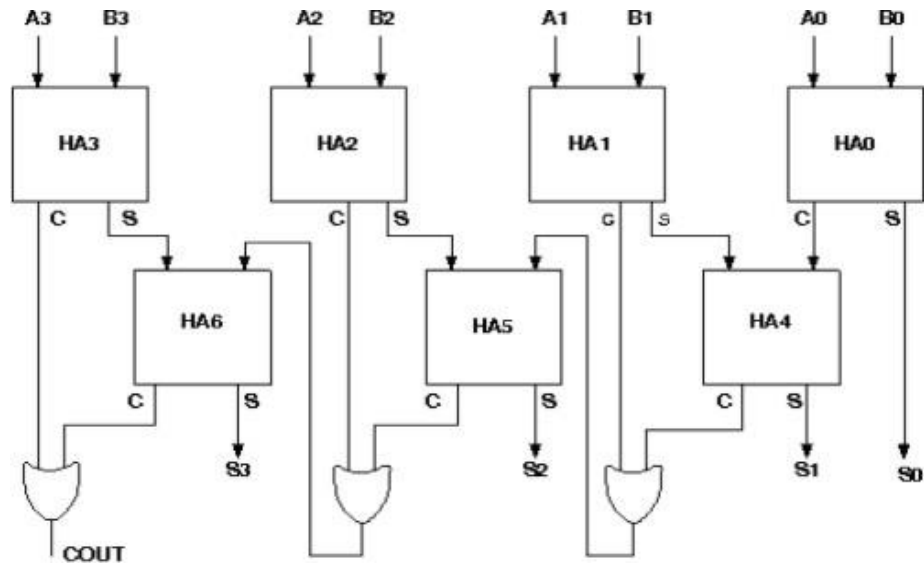 A3 B3 A2 B2 A1 B1 A0 B0
HA3 HA2 HA1 HA0
C S C S C S C S
HA6 HA5 HA4
C S C S C S
S3 S2 S1 S0
COUT